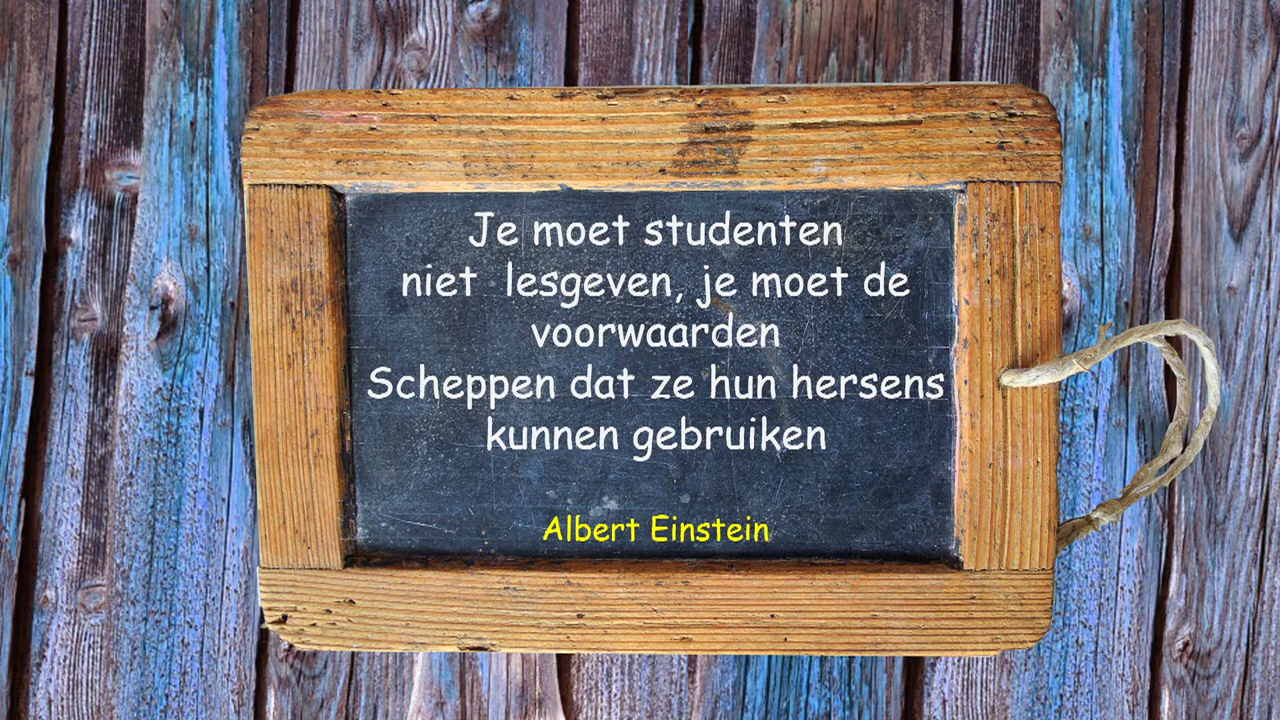 Je moet studenten
niet  lesgeven, je moet de
voorwaarden
Scheppen dat ze hun hersens
kunnen gebruiken
Albert Einstein